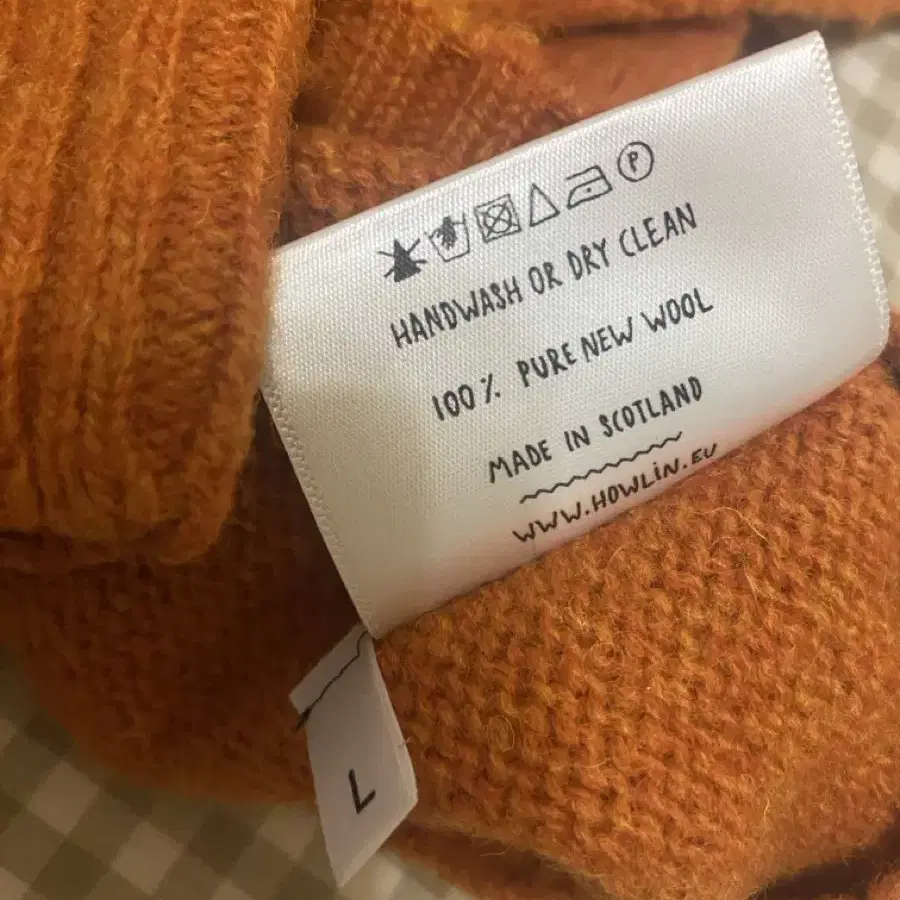 P
HANDWASH OR DRY CLEAN
100% PURE NEW WOOL
MADE IN SCOTLAND
WWW.HOWLIN.EU
L